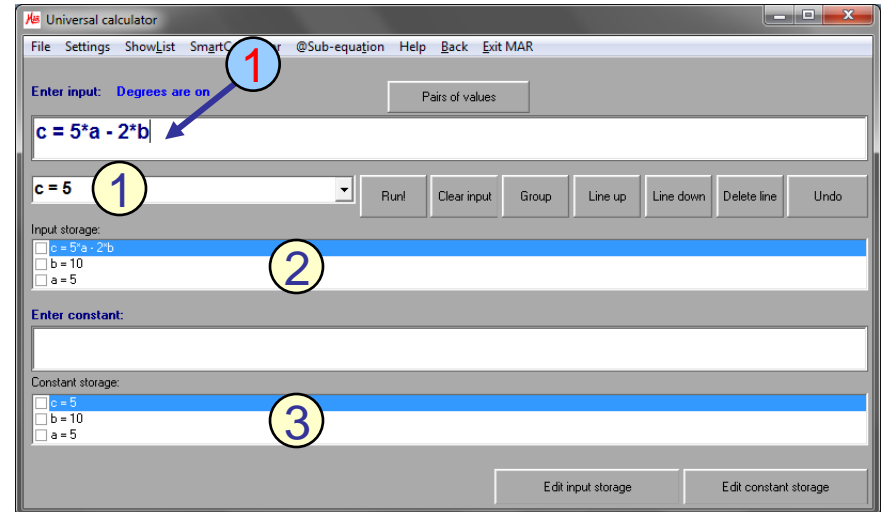 MAR Universal calculator
File Settings ShowList @Sub-equation Help Back Exit MAR
1
Enter input: Degrees are on
Pairs of values
c = 5*a - 2*b
c = 5
1
Run! Clear input Group Line up Line down Delete line Undo
Input storage:
c = 5*a - 2*b
b = 10
a = 5
2
Enter constant:
Constant storage:
c = 5
b = 10
a = 5
3
Edit input storage Edit constant storage